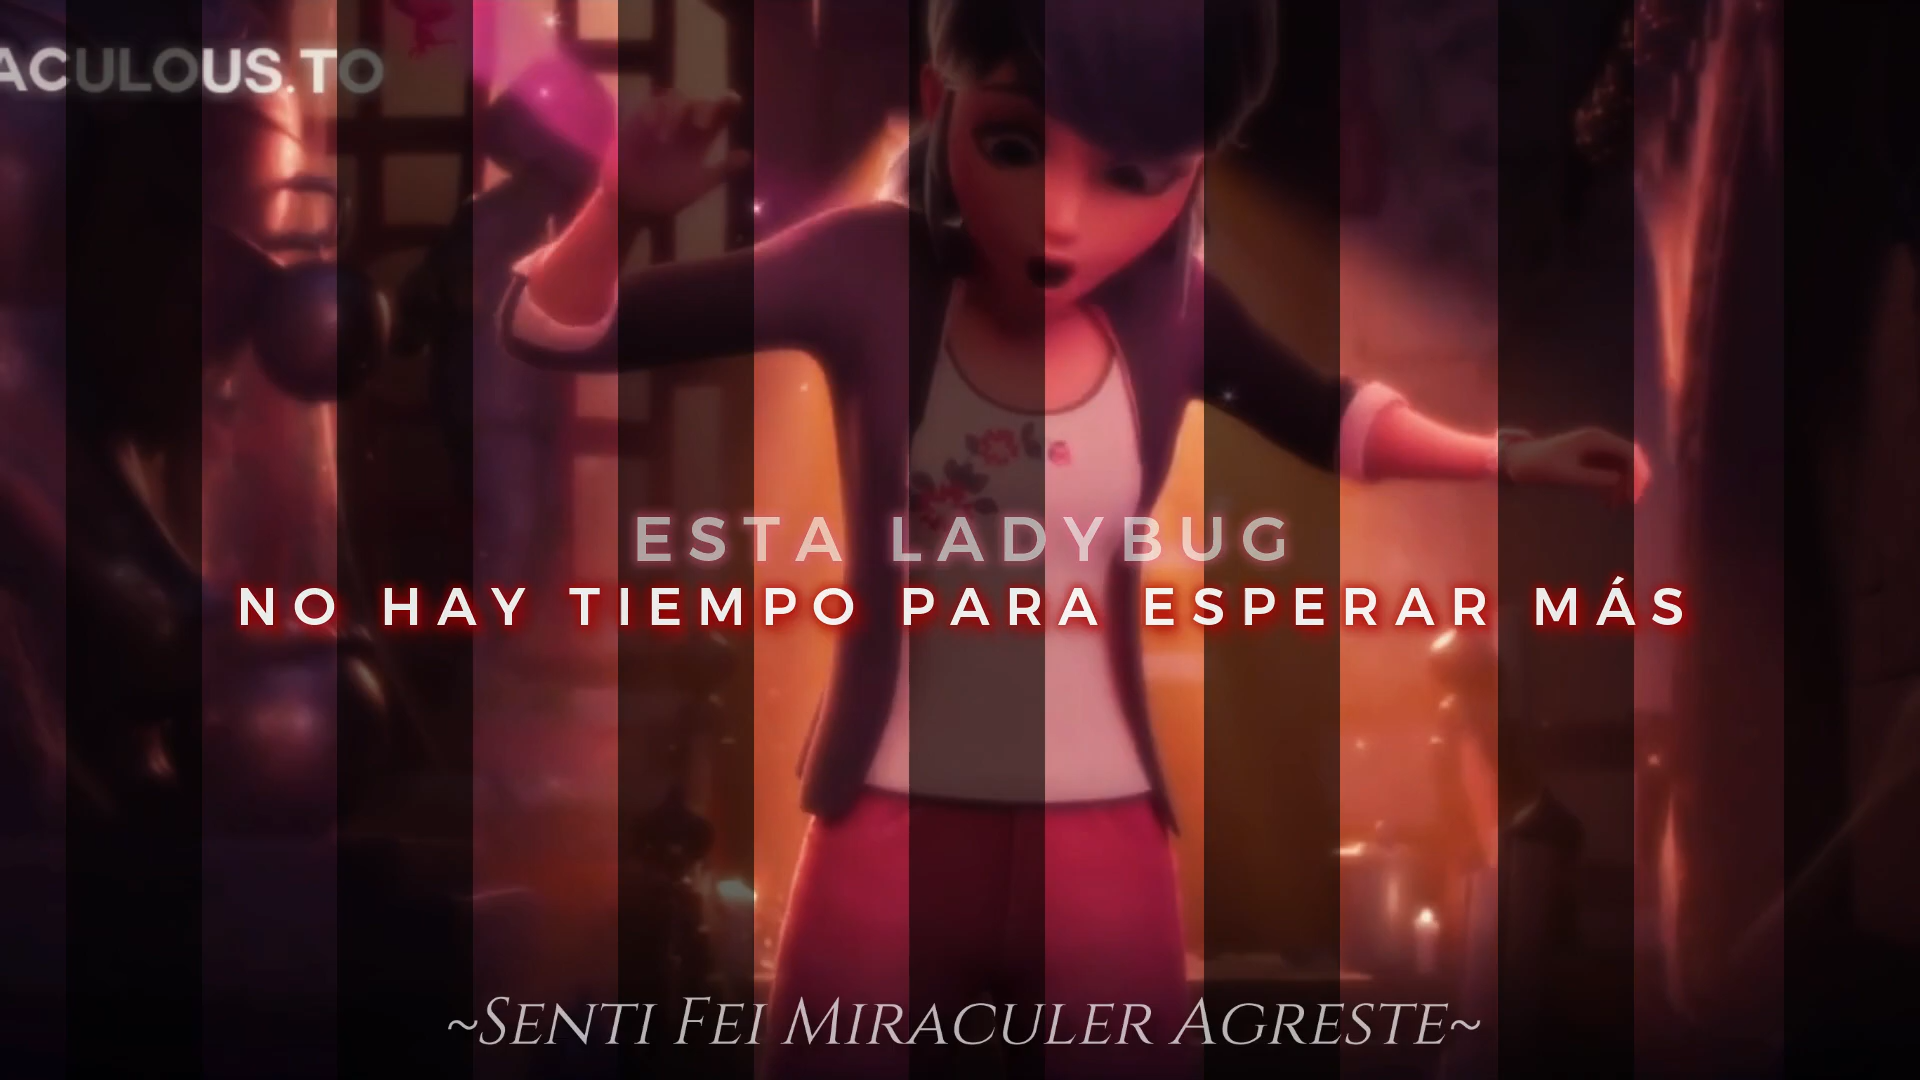 ACULOUS.TO
ESTA LADYBUG
NO HAY TIEMPO PARA ESPERAR MÁS
~SENTI FEI MIRACULER AGRESTE~